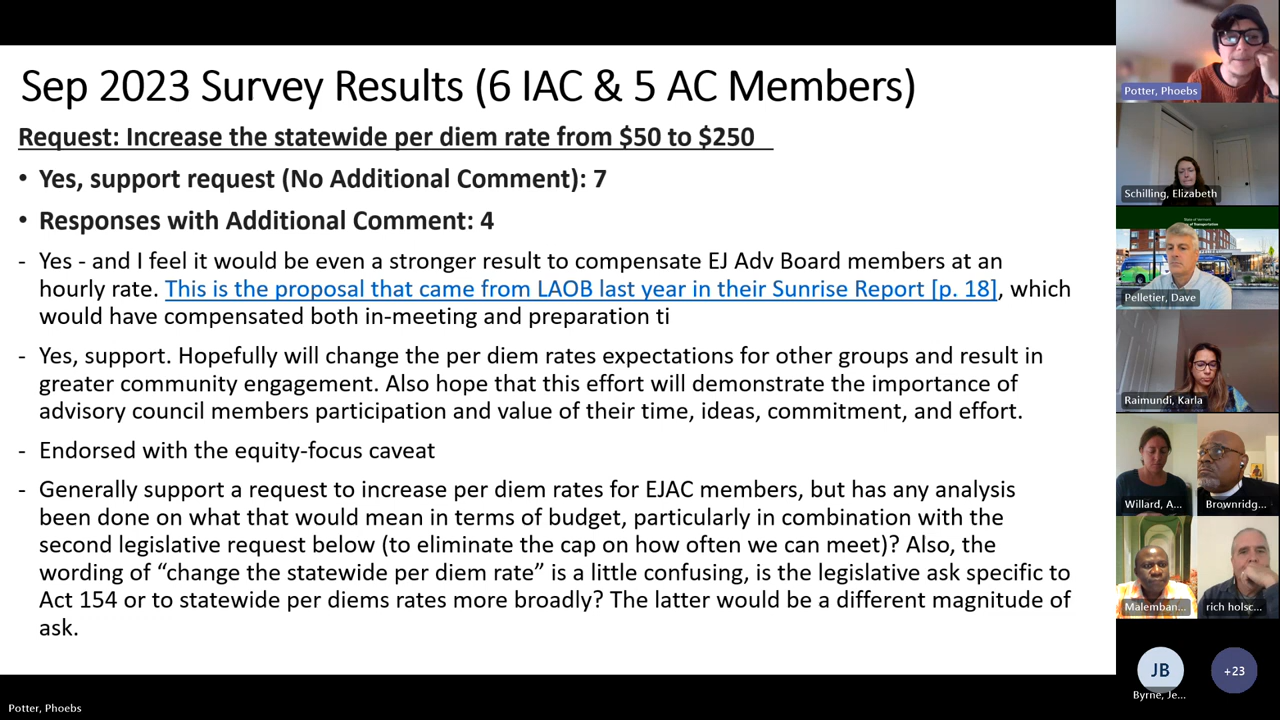 Sep 2023 Survey Results (6 IAC & 5 AC Members)
Request: Increase the statewide per diem rate from $50 to $250
• Yes, support request (No Additional Comment): 7
• Responses with Additional Comment: 4
- Yes - and I feel it would be even a stronger result to compensate EJ Adv Board members at an
hourly rate. This is the proposal that came from LAOB last year in their Sunrise Report [p. 18], which
would have compensated both in-meeting and preparation ti
- Yes, support. Hopefully will change the per diem rates expectations for other groups and result in
greater community engagement. Also hope that this effort will demonstrate the importance of
advisory council members participation and value of their time, ideas, commitment, and effort.
- Endorsed with the equity-focus caveat
- Generally support a request to increase per diem rates for EJAC members, but has any analysis
been done on what that would mean in terms of budget, particularly in combination with the
second legislative request below (to eliminate the cap on how often we can meet)? Also, the
wording of “change the statewide per diem rate” is a little confusing, is the legislative ask specific to
Act 154 or to statewide per diems rates more broadly? The latter would be a different magnitude of
ask.
Potter, Phoebs
Schilling, Elizabeth
State of Vermont
Pelletier, Dave
Raimundi, Karla
Willard, A...
Brownridg...
Malemban...
rich holsc...
JB
Byrne, Je...
+23
Potter, Phoebs